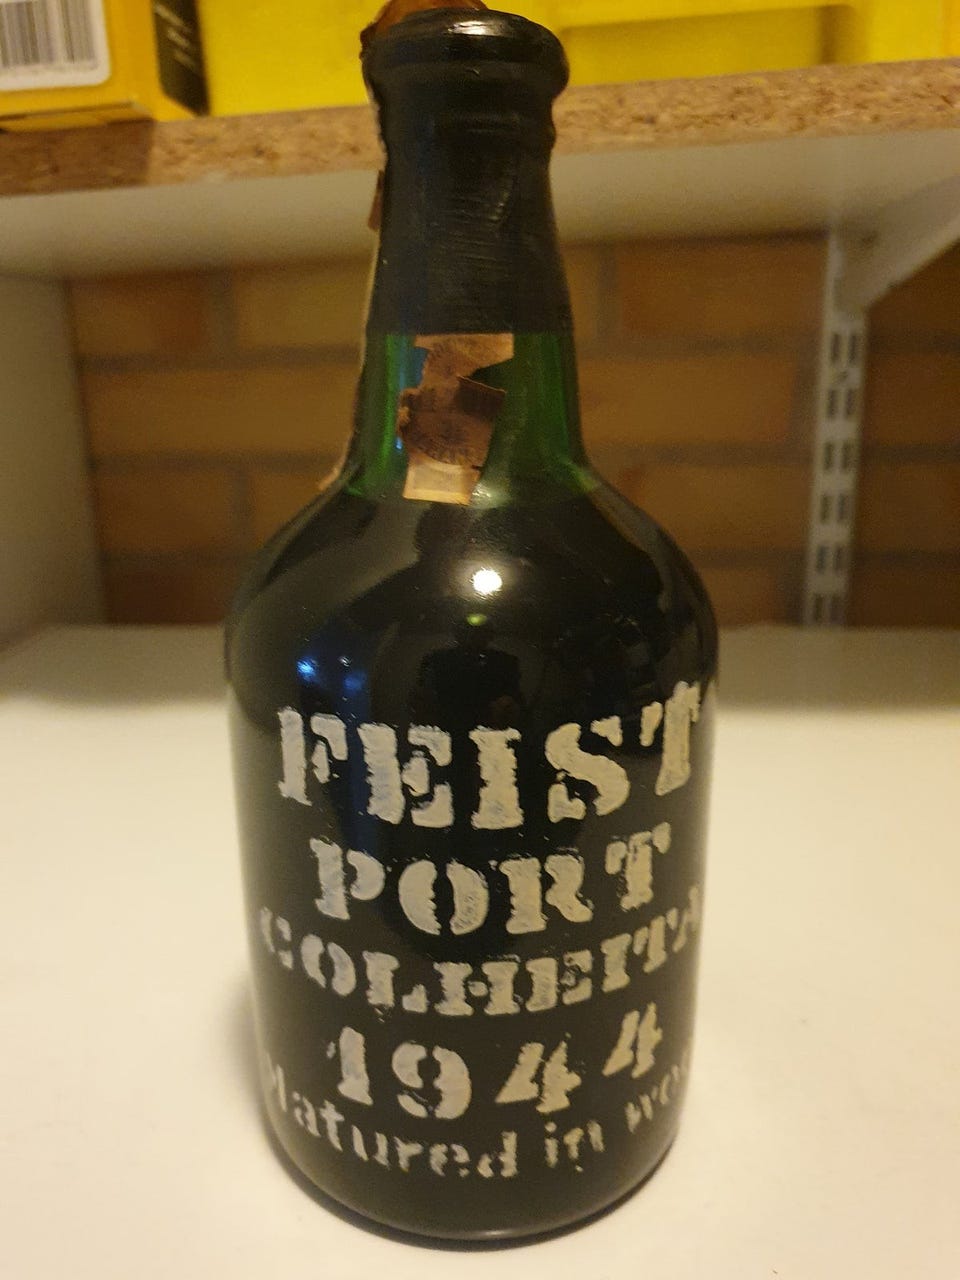 FEIST
PORT
COLHEITA
1944
Matured in